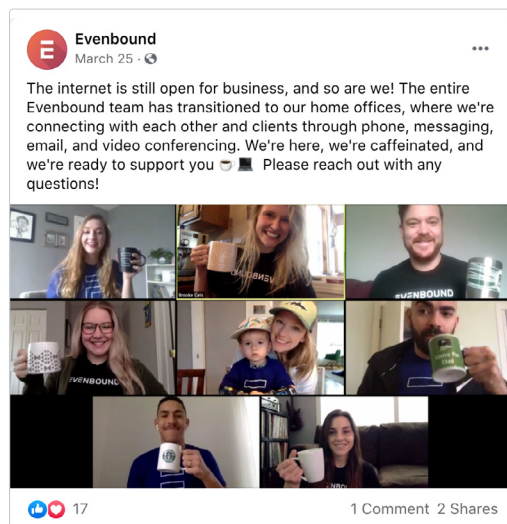 Evenbound
March 25 ·
The internet is still open for business, and so are we! The entire
Evenbound team has transitioned to our home offices, where we're
connecting with each other and clients through phone, messaging,
email, and video conferencing. We're here, we're caffeinated, and
we're ready to support you ☕💻 Please reach out with any
questions!
EVENBOUND
EVENBOUND
EVENBOUND
17
1 Comment 2 Shares